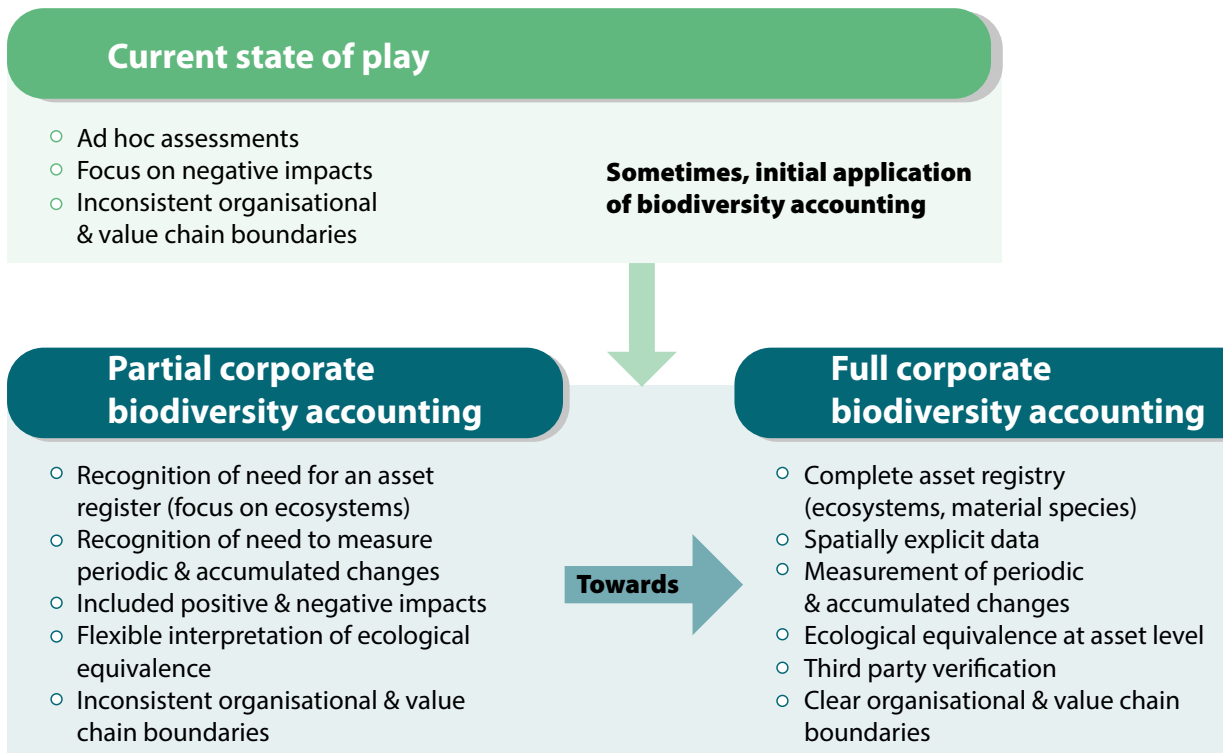 Current state of play
Ad hoc assessments
Focus on negative impacts
Inconsistent organisational
& value chain boundaries
Sometimes, initial application
of biodiversity accounting
Partial corporate
biodiversity accounting
Recognition of need for an asset
register (focus on ecosystems)
Recognition of need to measure
periodic & accumulated changes
Included positive & negative impacts
Flexible interpretation of ecological
equivalence
Inconsistent organisational & value
chain boundaries
Towards
Full corporate
biodiversity accounting
Complete asset registry
(ecosystems, material species)
Spatially explicit data
Measurement of periodic
& accumulated changes
Ecological equivalence at asset level
Third party verification
Clear organisational & value chain
boundaries